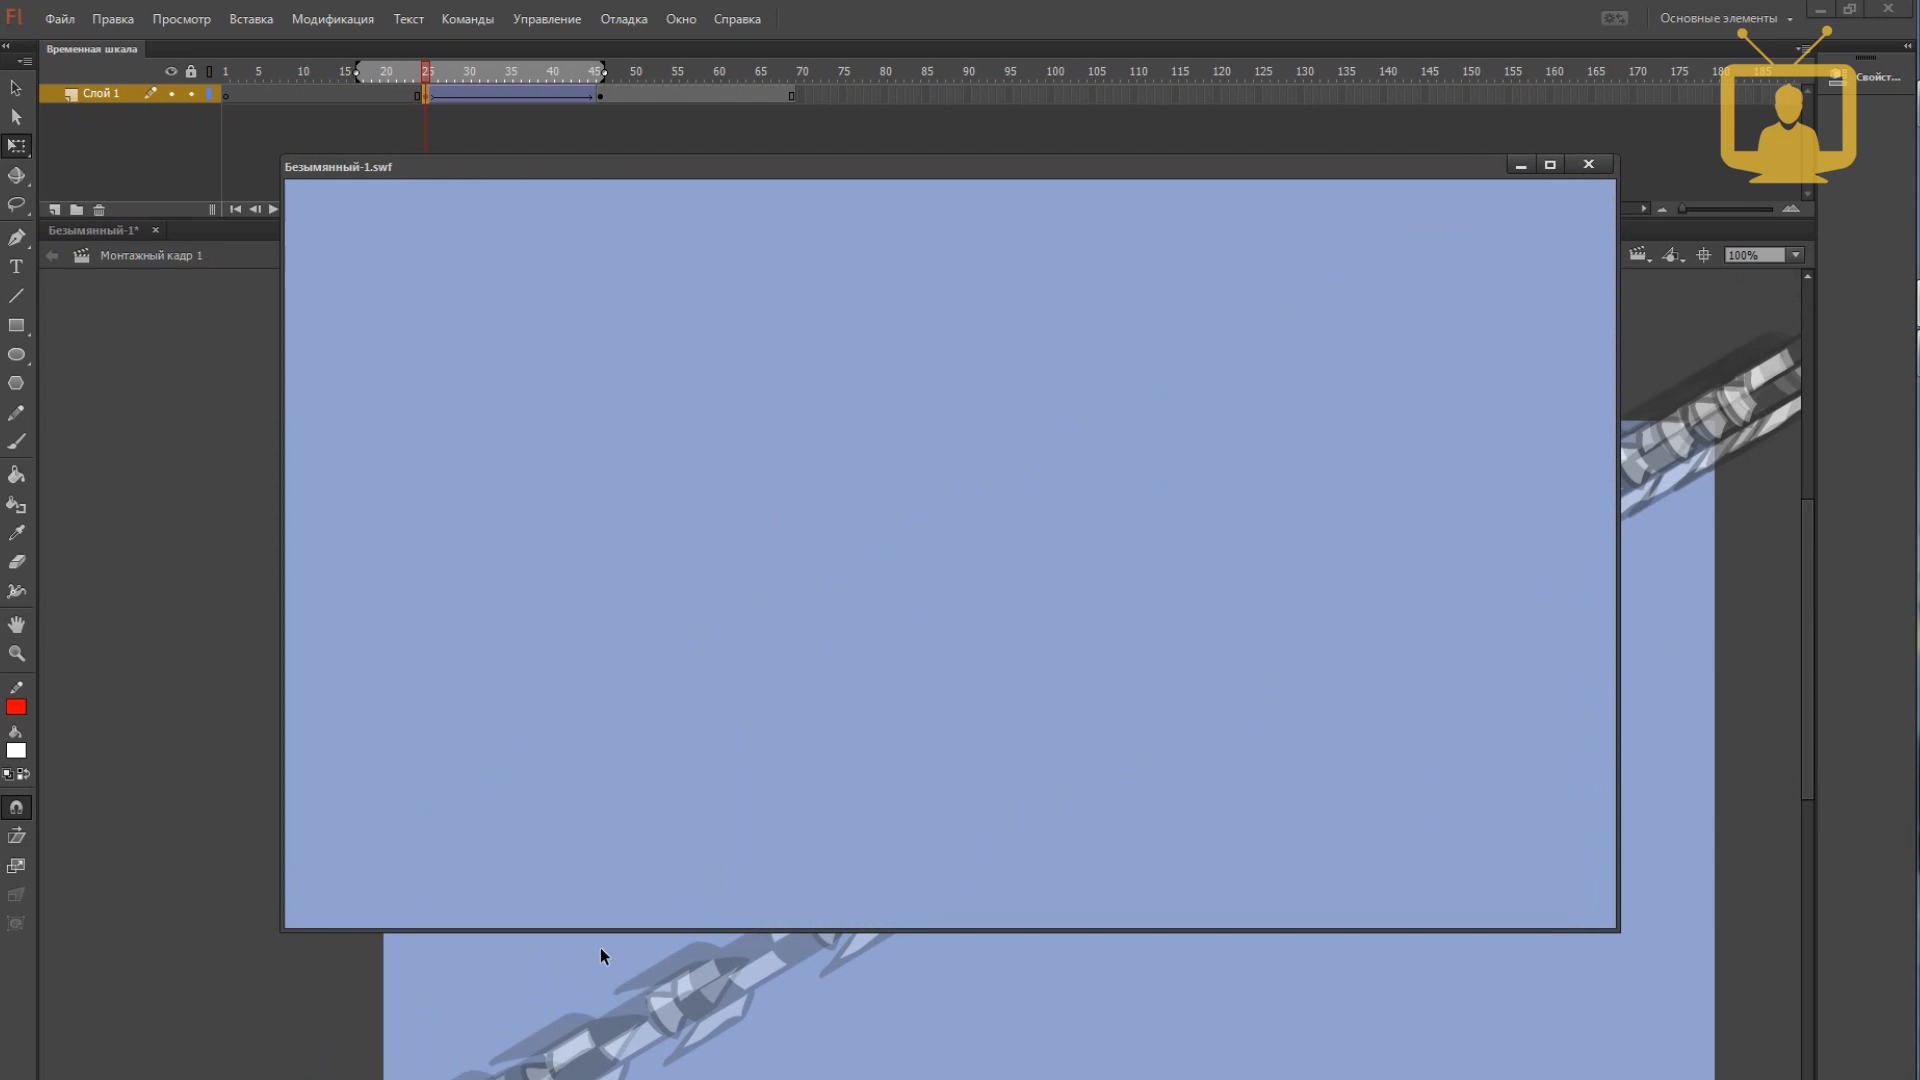 Fl Файл Правка Просмотр Вставка Модификация Текст Команды Управление Отладка Окно Справка Основные элементы
Временная шкала
1 5 10 15 20 25 30 35 40 45 50 55 60 65 70 75 80 85 90 95 100 105 110 115 120 125 130 135 140 145 150 155 160 165 170 175 180 185
Свойст...
Слой 1
Безымянный-1.swf
Безымянный-1* ×
Монтажный кадр 1
100%
T